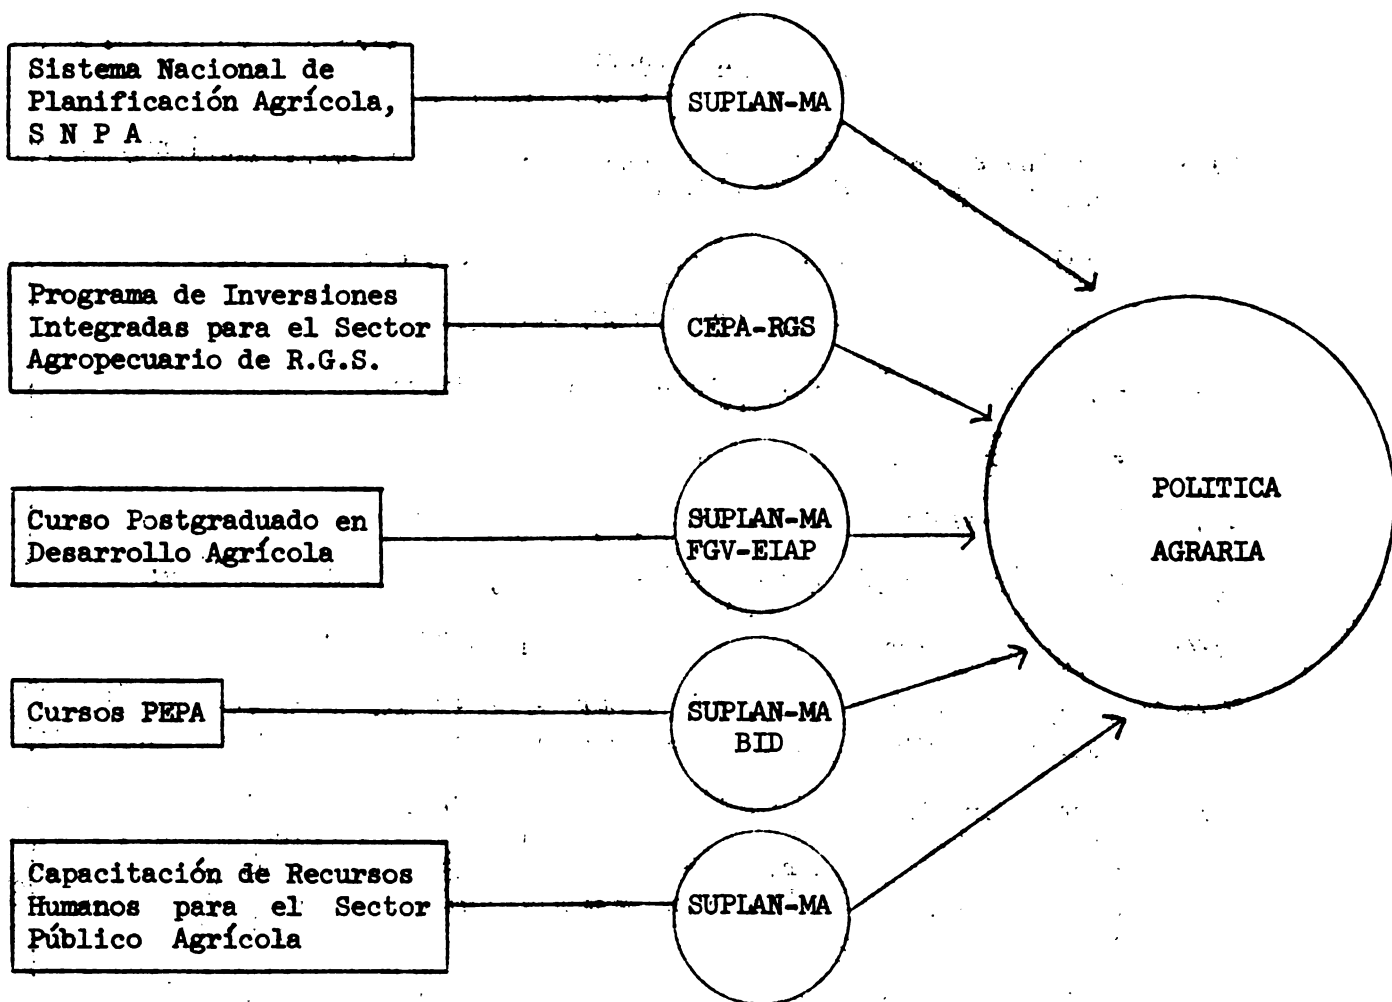 Sistema Nacional de
Planificación Agrícola,
S N P A
SUPLAN-MA
Programa de Inversiones
Integradas para el Sector
Agropecuario de R.G.S.
CEPA-RGS
Curso Postgraduado en
Desarrollo Agrícola
SUPLAN-MA
FGV-EIAP
POLITICA
AGRARIA
Cursos PEPA
SUPLAN-MA
BID
Capacitación de Recursos
Humanos para el Sector
Público Agrícola
SUPLAN-MA